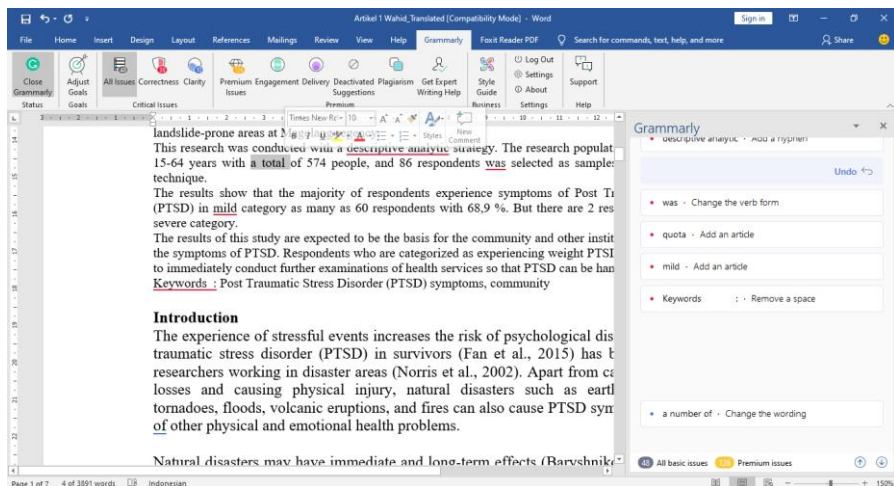 Artikel 1 Wahid_Translated [Compatibility Mode] - Word
Sign in
File Home Insert Design Layout References Mailings Review View Help Grammarly Foxit Reader PDF Search for commands, text, help, and more Share
Close Grammarly
Adjust Goals
All Issues Correctness Clarity
Premium Issues
Engagement Delivery Deactivated Suggestions Plagiarism Get Expert Writing Help
Style Guide
Log Out
Settings
About
Support
Status Goals Critical Issues Premium Business Settings Help
Times New Ro 10
Styles New Comment
landslide-prone areas at
This research was conducted with a descriptive analytic strategy. The research populat
15-64 years with a total of 574 people, and 86 respondents was selected as samples
technique.
The results show that the majority of respondents experience symptoms of Post Tr
(PTSD) in mild category as many as 60 respondents with 68,9 %. But there are 2 res
severe category.
The results of this study are expected to be the basis for the community and other instit
the symptoms of PTSD. Respondents who are categorized as experiencing weight PTSD
to immediately conduct further examinations of health services so that PTSD can be han
Keywords : Post Traumatic Stress Disorder (PTSD) symptoms, community
Introduction
The experience of stressful events increases the risk of psychological dis
traumatic stress disorder (PTSD) in survivors (Fan et al., 2015) has b
researchers working in disaster areas (Norris et al., 2002). Apart from ca
losses and causing physical injury, natural disasters such as eart
tornadoes, floods, volcanic eruptions, and fires can also cause PTSD sym
of other physical and emotional health problems.
Natural disasters may have immediate and long-term effects (Baryshnik
Grammarly
descriptive analytic · Add a hyphen
Undo
was · Change the verb form
quota · Add an article
mild · Add an article
Keywords : · Remove a space
a number of · Change the wording
48 All basic issues Premium issues
Page 1 of 7 4 of 3891 words Indonesian 150%